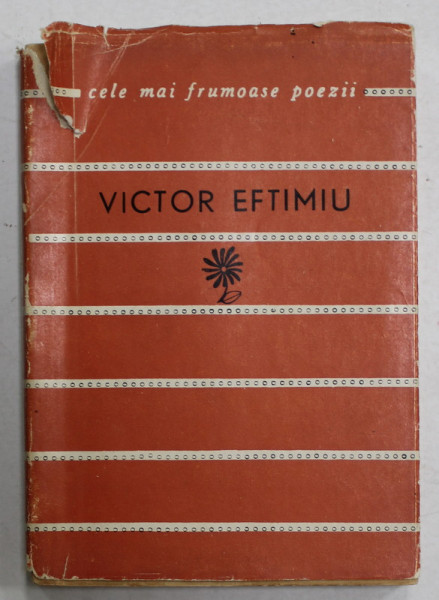 cele mai frumoase poezii
VICTOR EFTIMIU